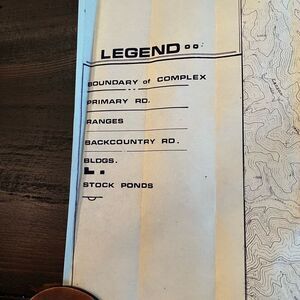 LEGEND
BOUNDARY of COMPLEX
PRIMARY RD.
RANGES
BACKCOUNTRY RD.
BLDGS.
STOCK PONDS